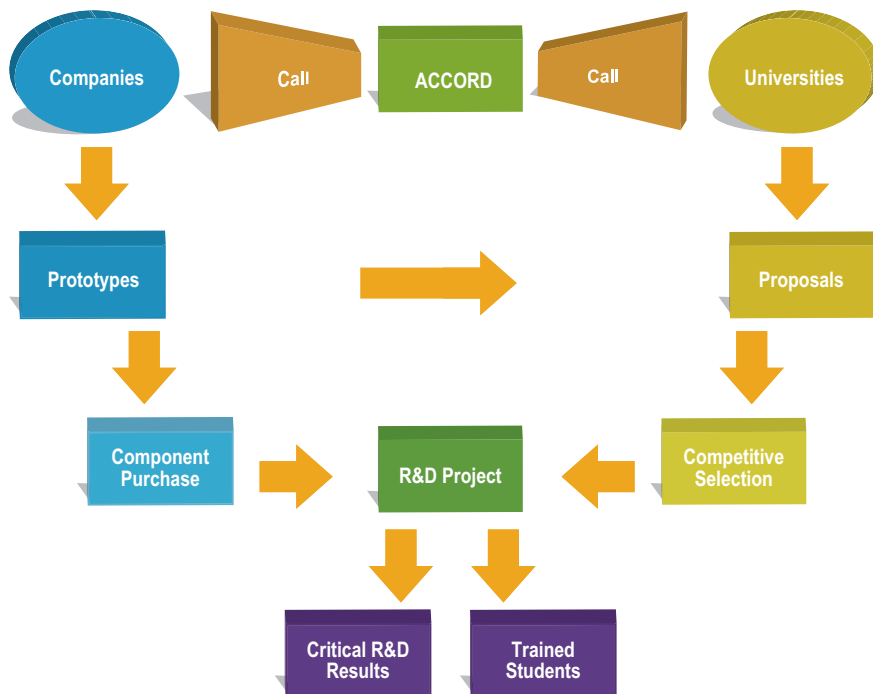 Companies
Call
ACCORD
Call
Universities
Prototypes
Proposals
Component
Purchase
R&D Project
Competitive
Selection
Critical R&D
Results
Trained
Students